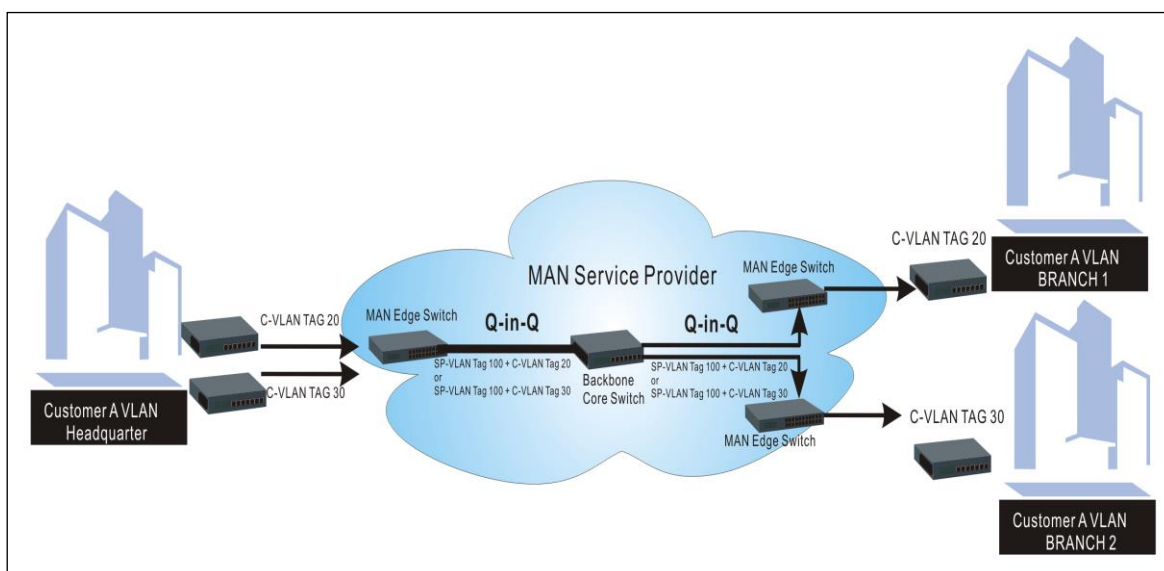 C-VLAN TAG 20
C-VLAN TAG 30
Customer A VLAN
Headquarter
MAN Service Provider
MAN Edge Switch
Q-in-Q
SP-VLAN Tag 100 + C-VLAN Tag 20
or
SP-VLAN Tag 100 + C-VLAN Tag 30
Backbone
Core Switch
Q-in-Q
SP-VLAN Tag 100 + C-VLAN Tag 20
or
SP-VLAN Tag 100 + C-VLAN Tag 30
MAN Edge Switch
MAN Edge Switch
C-VLAN TAG 20
Customer A VLAN
BRANCH 1
C-VLAN TAG 30
Customer A VLAN
BRANCH 2